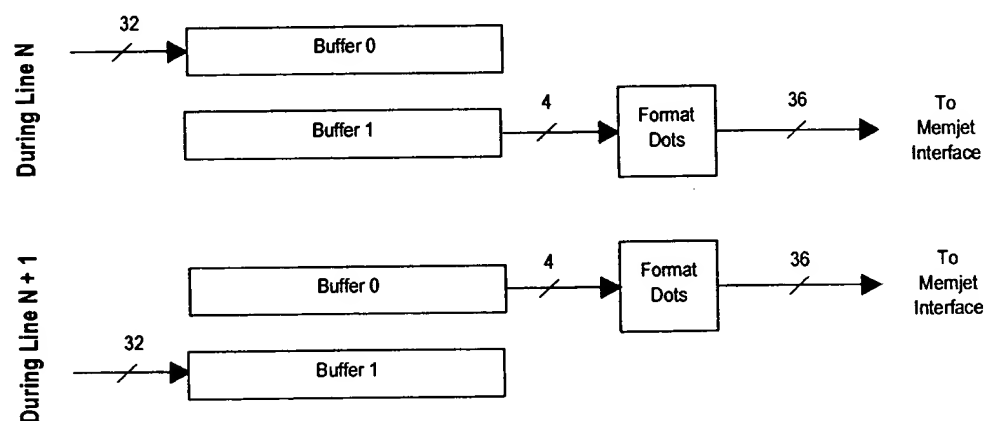 During Line N
32
Buffer 0
Buffer 1
4
Format
Dots
36
To
Memjet
Interface
During Line N + 1
Buffer 0
4
Format
Dots
36
To
Memjet
Interface
32
Buffer 1